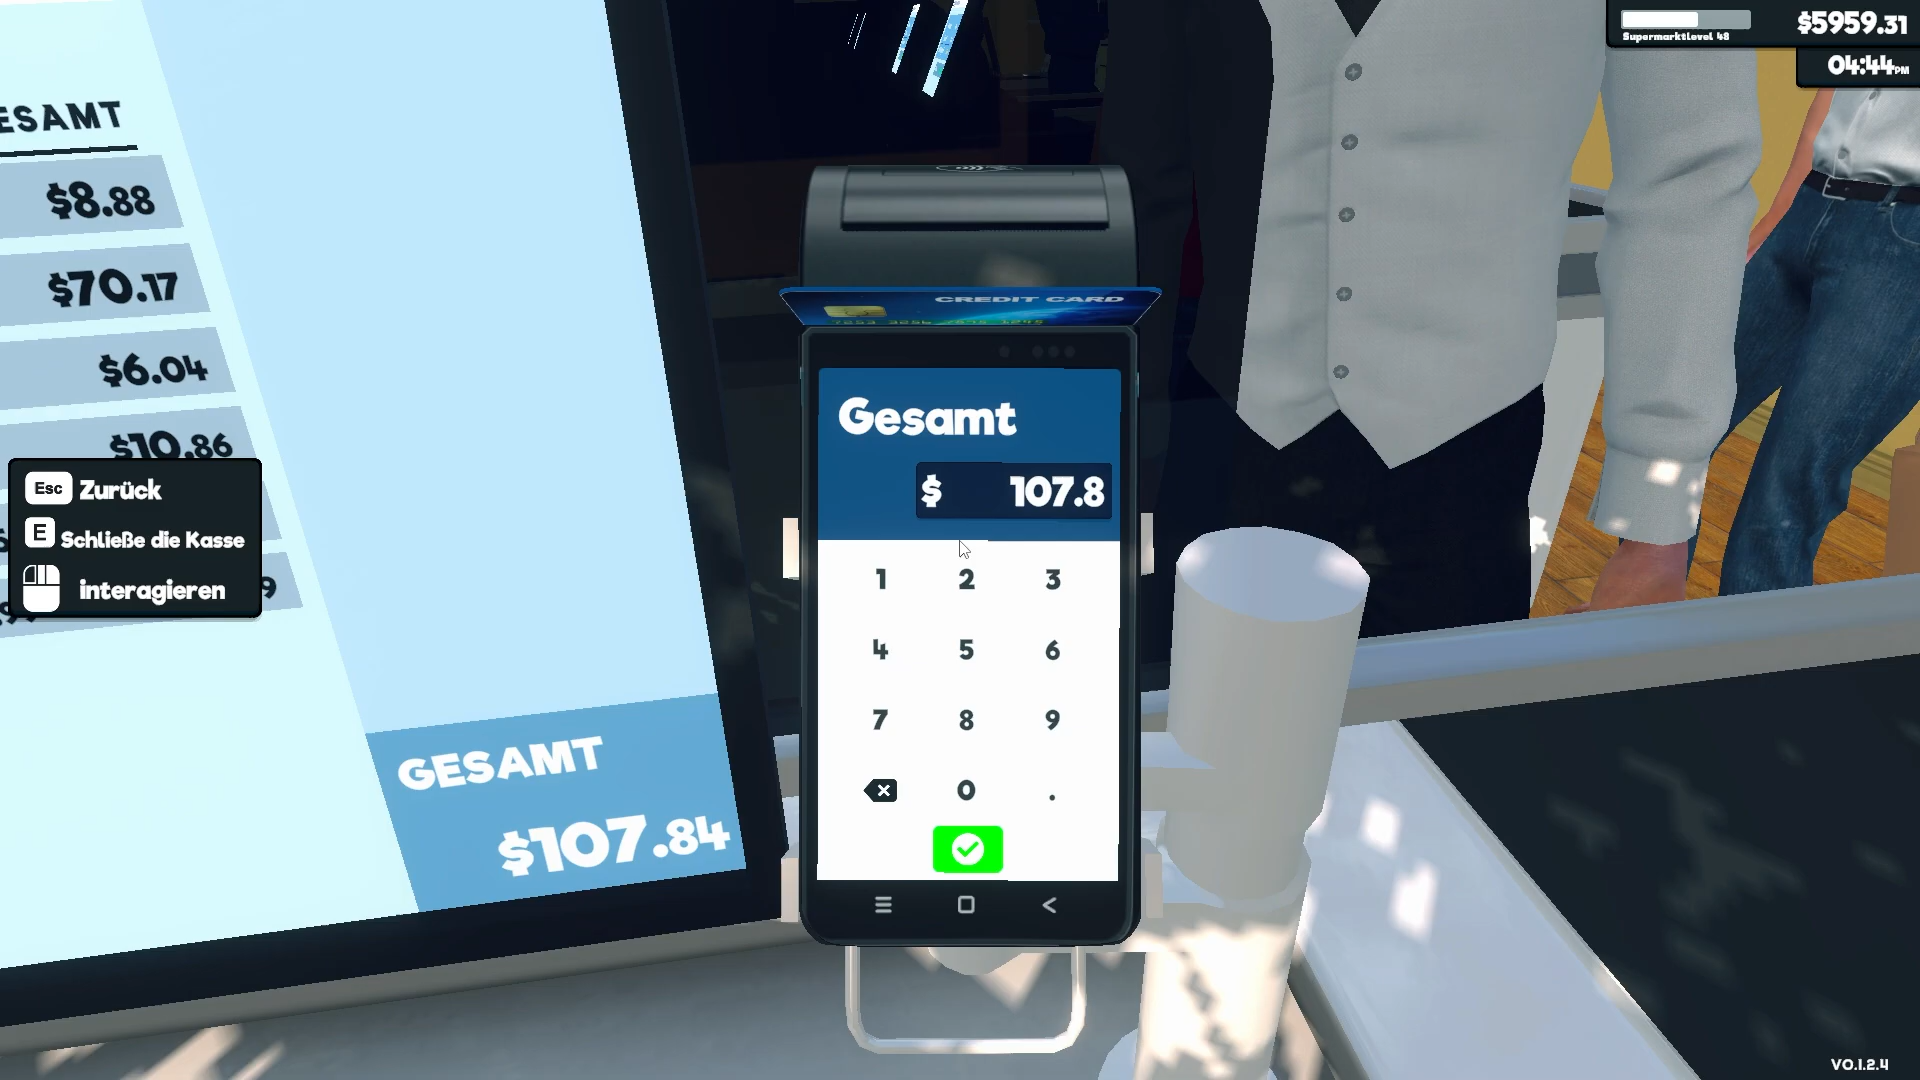 $5959.31
Supermarktlevel 48
04:44PM
ESAMT
$8.88
$70.17
$6.04
$10.86
9
CREDIT CARD
Gesamt
$ 107.8
1 2 3
4 5 6
7 8 9
0 .
Esc Zurück
E Schließe die Kasse
interagieren
GESAMT
$107.84
V0.1.2.4